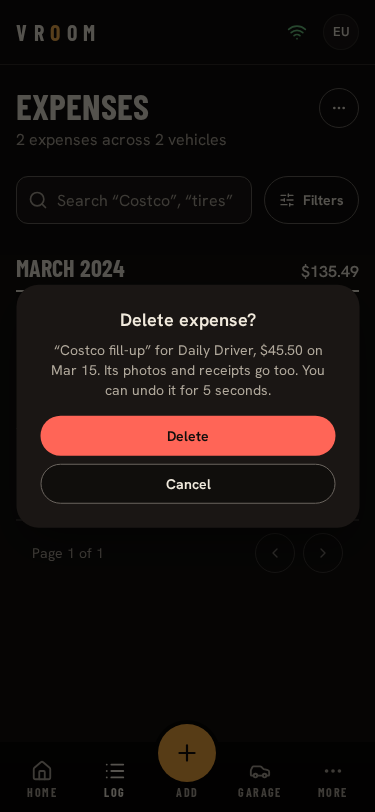 VROOM
EU
EXPENSES
2 expenses across 2 vehicles
Search “Costco”, “tires”
Filters
MARCH 2024
$135.49
Delete expense?
“Costco fill-up” for Daily Driver, $45.50 on
Mar 15. Its photos and receipts go too. You
can undo it for 5 seconds.
Delete
Cancel
Page 1 of 1
HOME
LOG
ADD
GARAGE
MORE